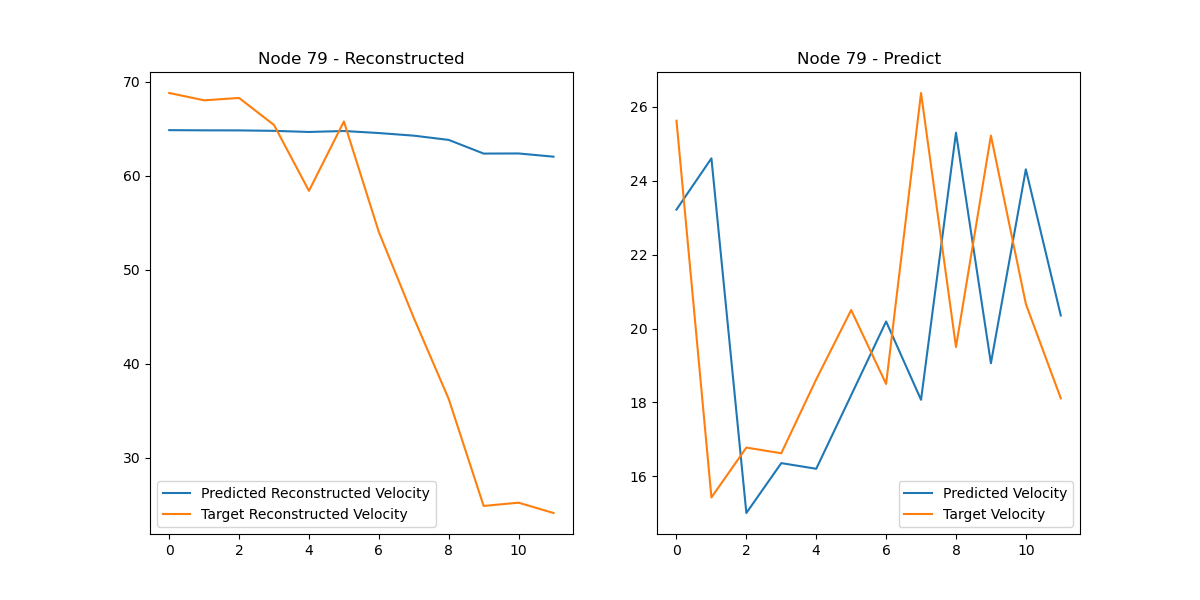 Node 79 - Reconstructed
70
60
50
40
30
0 2 4 6 8 10
Predicted Reconstructed Velocity
Target Reconstructed Velocity
Node 79 - Predict
26
24
22
20
18
16
0 2 4 6 8 10
Predicted Velocity
Target Velocity